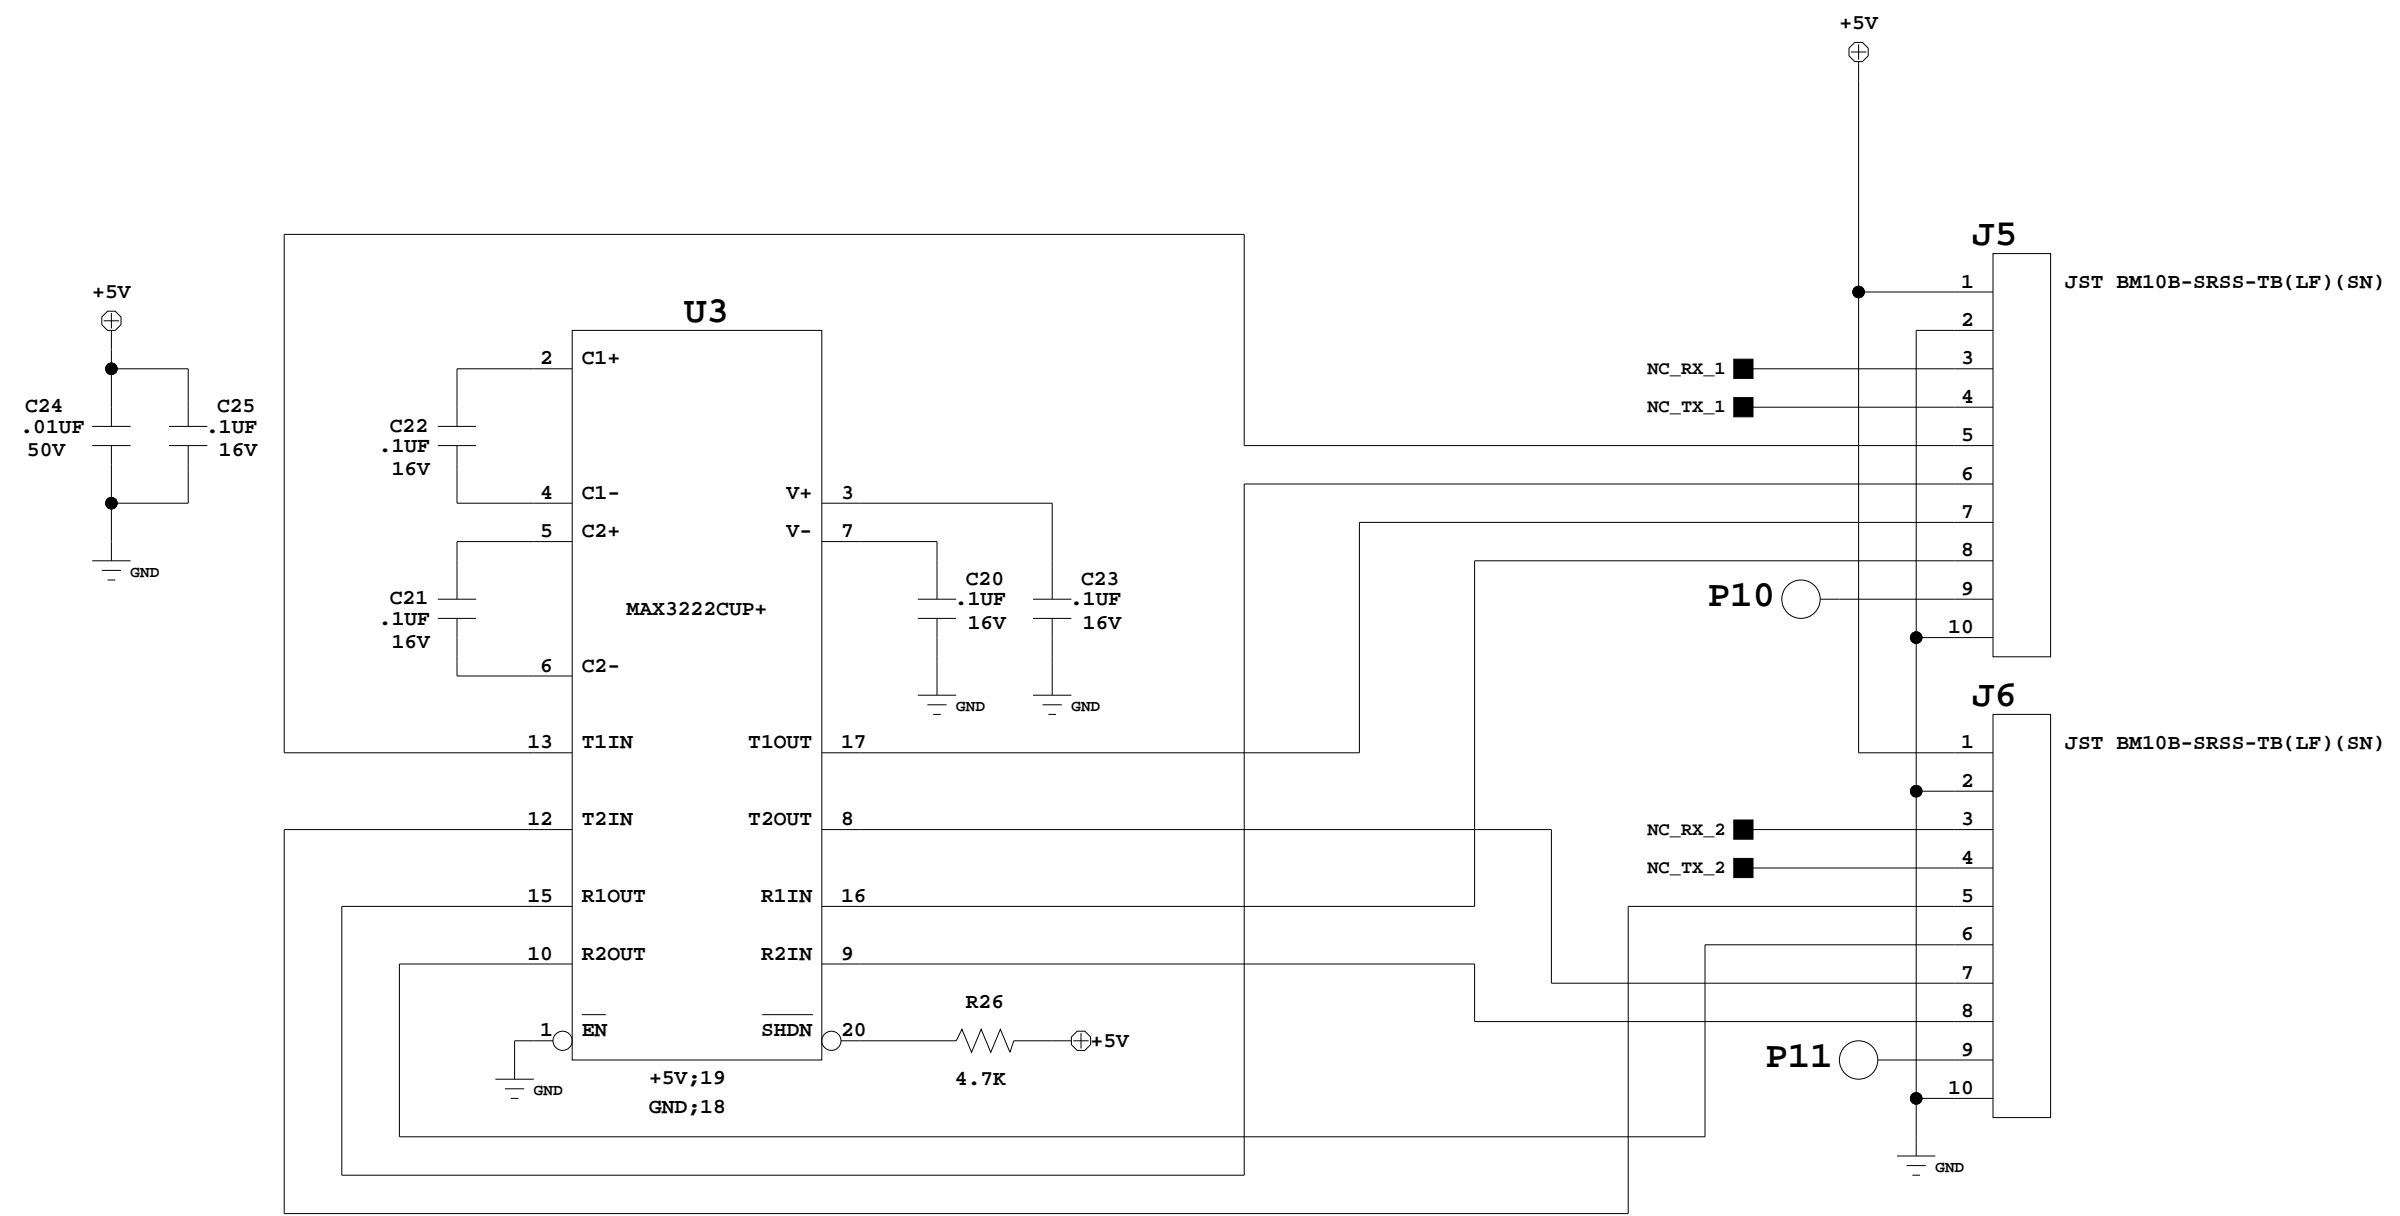 +5V
J5
1 JST BM10B-SRSS-TB(LF)(SN)
2
NC_RX_1 3
NC_TX_1 4
5
6
7
8
P10 9
10
J6
1 JST BM10B-SRSS-TB(LF)(SN)
2
NC_RX_2 3
NC_TX_2 4
5
6
7
8
P11 9
10
GND
+5V
C24
.01UF
50V
C25
.1UF
16V
GND
U3
2 C1+
C22
.1UF
16V
4 C1-
5 C2+
C21
.1UF
16V
6 C2-
V+ 3
V- 7
MAX3222CUP+
C20
.1UF
16V
GND
C23
.1UF
16V
GND
13 T1IN T1OUT 17
12 T2IN T2OUT 8
15 R1OUT R1IN 16
10 R2OUT R2IN 9
1 EN SHDN 20
GND
R26
4.7K
+5V
+5V;19
GND;18